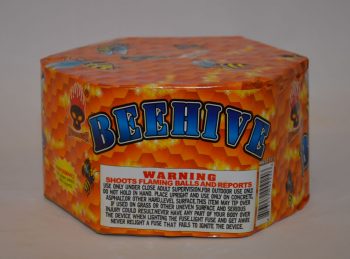 BEEHIVE
WARNING
SHOOTS FLAMING BALLS AND REPORTS
USE ONLY UNDER CLOSE ADULT SUPERVISION.FOR OUTDOOR USE ONLY
DO NOT HOLD IN HAND. PLACE UPRIGHT AND USE ONLY ON CONCRETE,
ASPHALT,OR OTHER HARD,LEVEL SURFACE.THIS ITEM MAY TIP OVER
IF USED ON GRASS OR OTHER UNEVEN SURFACE AND SERIOUS
INJURY COULD RESULT.NEVER HAVE ANY PART OF YOUR BODY OVER
THE DEVICE WHEN LIGHTING THE FUSE.LIGHT FUSE AND GET AWAY
NEVER RELIGHT A FUSE THAT FAILS TO IGNITE THE DEVICE.